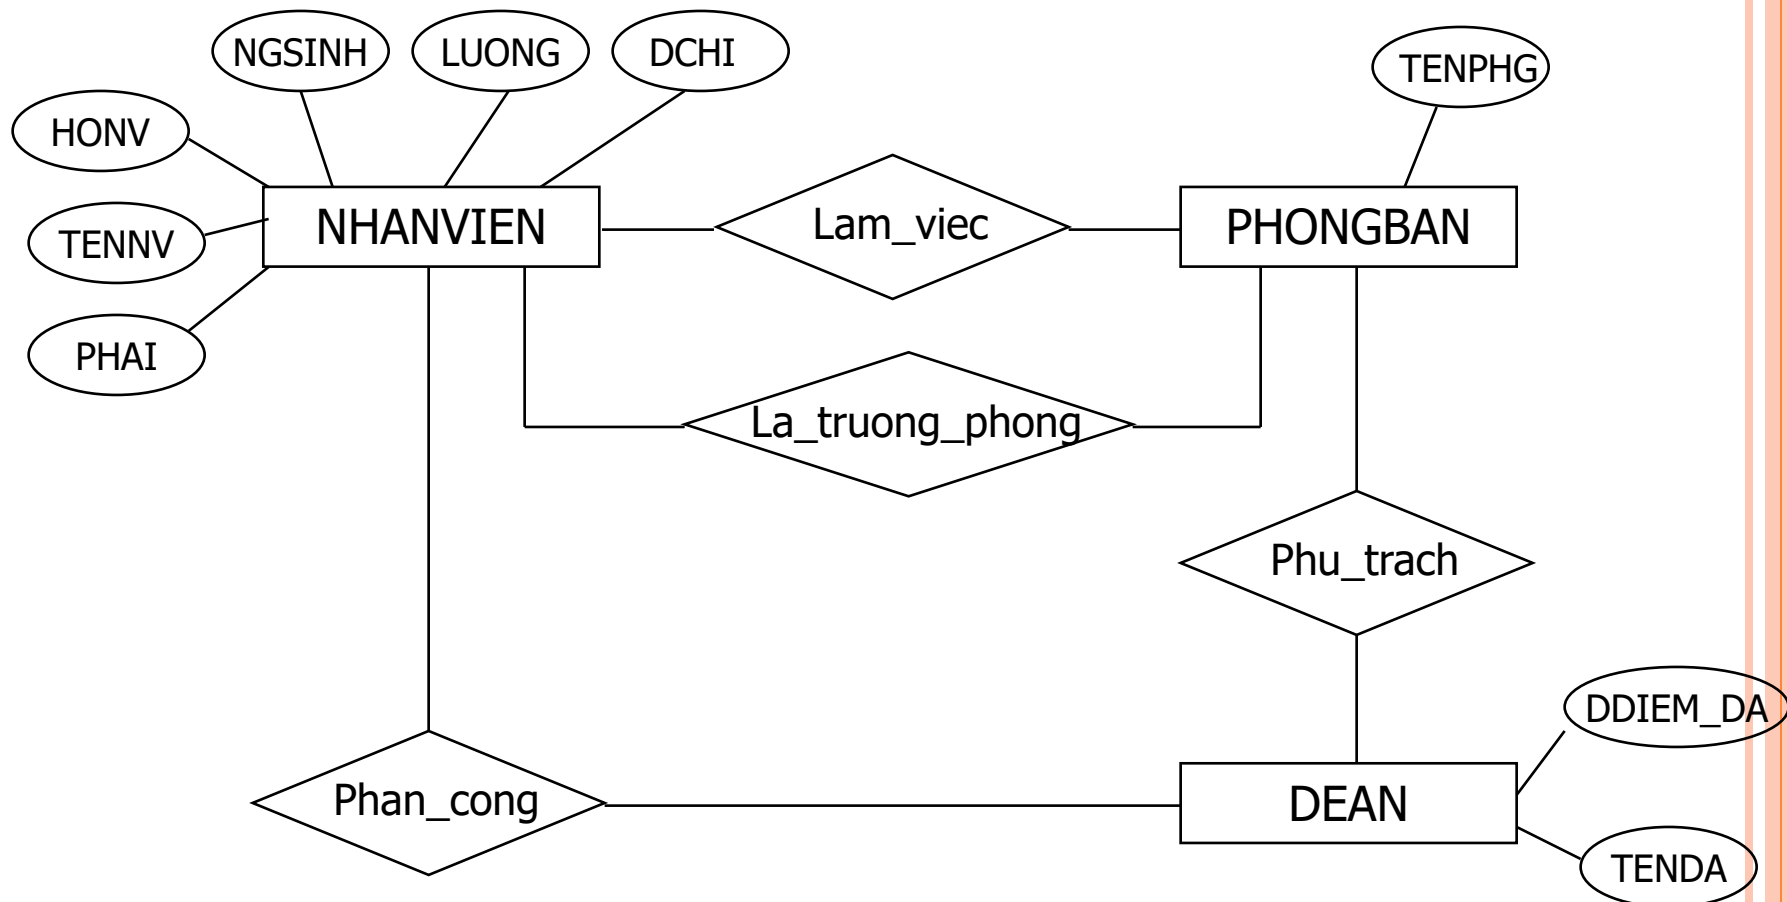 NGSINH
LUONG
DCHI
TENPHG
HONV
TENNV
PHAI
NHANVIEN
Lam_viec
PHONGBAN
La_truong_phong
Phu_trach
DDIEM_DA
Phan_cong
DEAN
TENDA